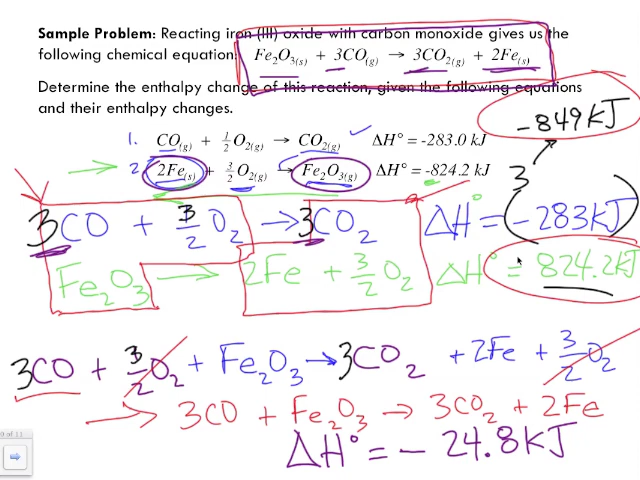 Sample Problem: Reacting iron (III) oxide with carbon monoxide gives us the
following chemical equation: Fe₂O₃(s) + 3CO(g) → 3CO₂(g) + 2Fe(s)
Determine the enthalpy change of this reaction, given the following equations
and their enthalpy changes.
-849kJ
1. CO(g) + ½ O₂(g) → CO₂(g) ✓ ΔH° = -283.0 kJ
2. 2Fe(s) + 3/2 O₂(g) → Fe₂O₃(g) ΔH° = -824.2 kJ
3CO + 3/2 O₂ → 3CO₂ ΔH° = 3(-283kJ)
Fe₂O₃ → 2Fe + 3/2 O₂ ΔH° = 824.2kJ
3CO + 3/2 O₂ + Fe₂O₃ → 3CO₂ + 2Fe + 3/2 O₂
→ 3CO + Fe₂O₃ → 3CO₂ + 2Fe
ΔH° = -24.8kJ